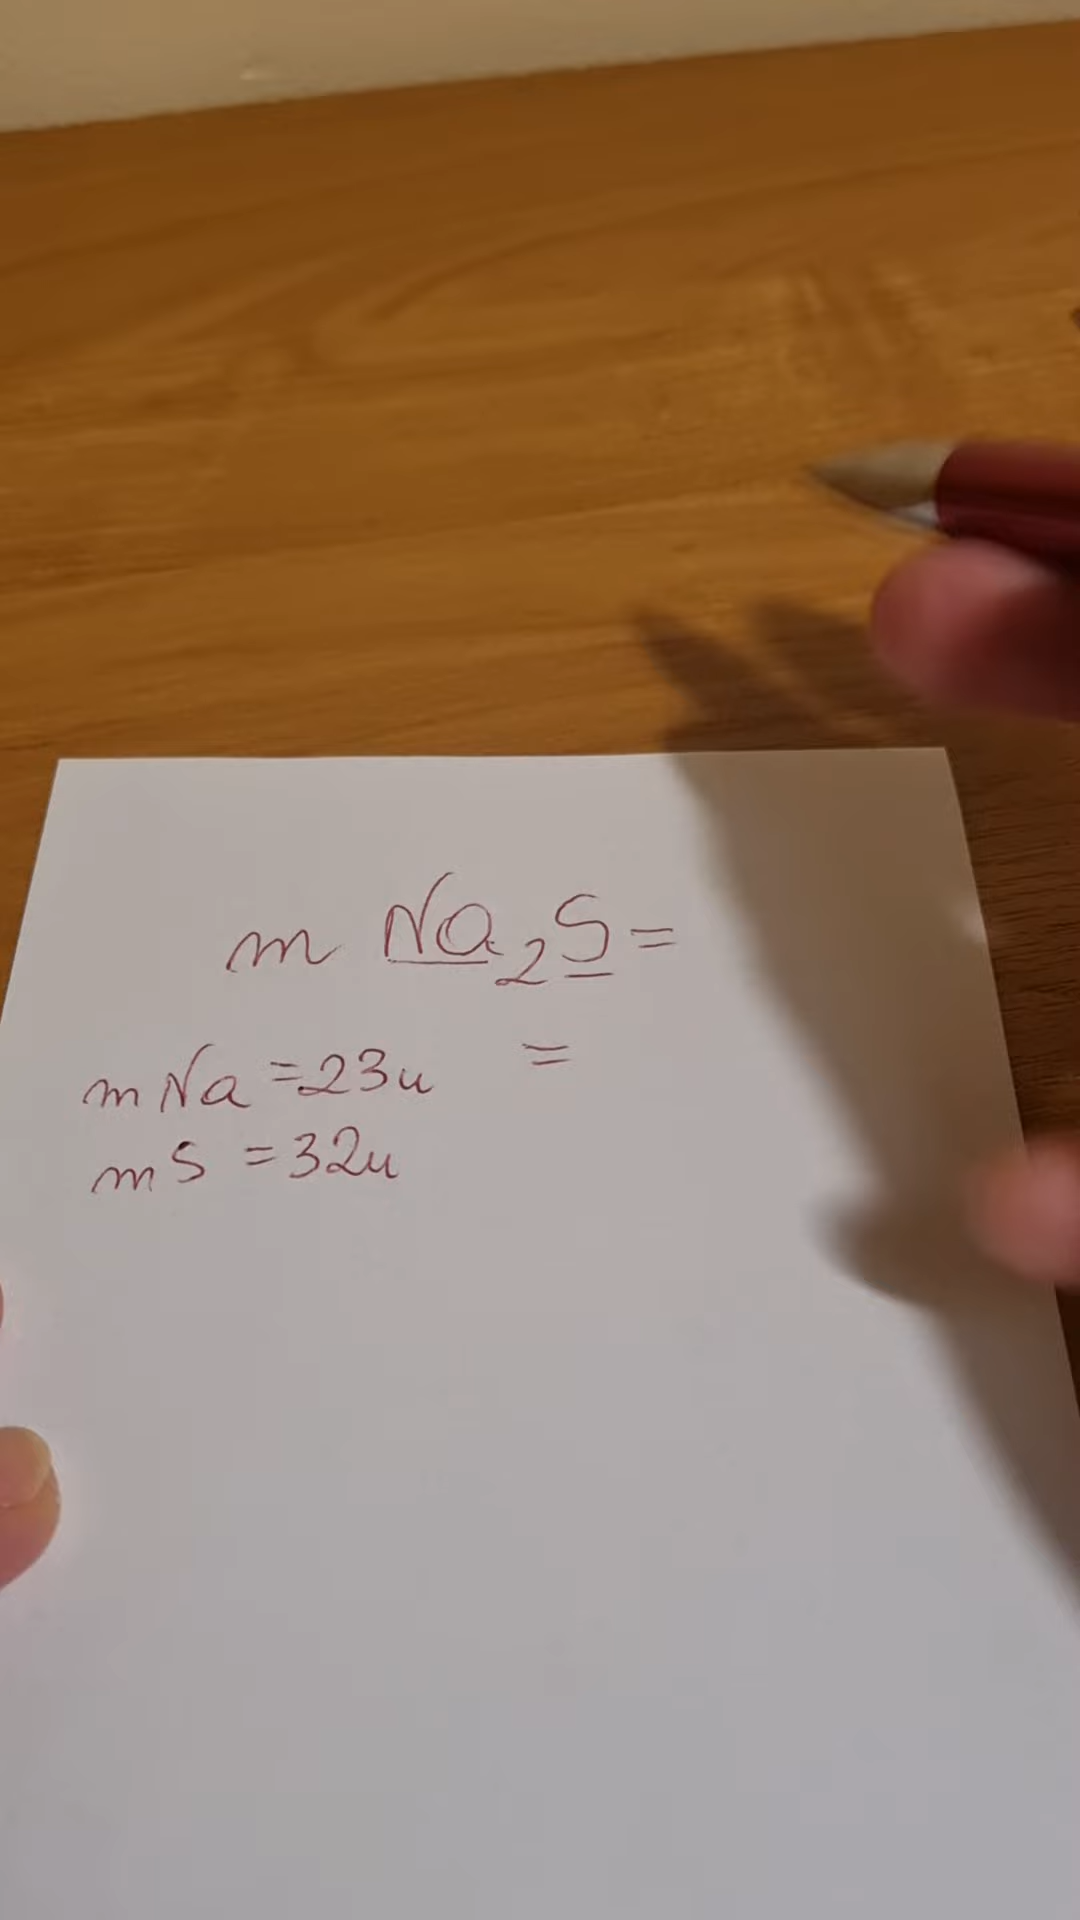 m Na₂S =
=
m Na = 23u
m S = 32u